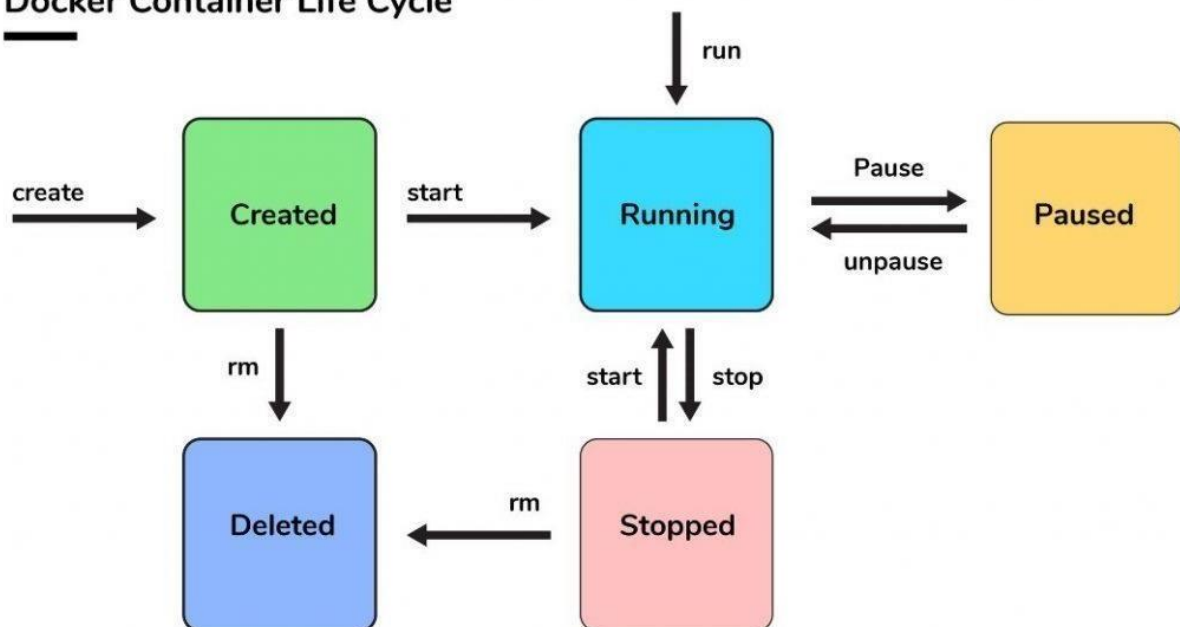 Docker Container Life Cycle
run
create
Created
start
Running
Pause
unpause
Paused
rm
start
stop
Deleted
rm
Stopped